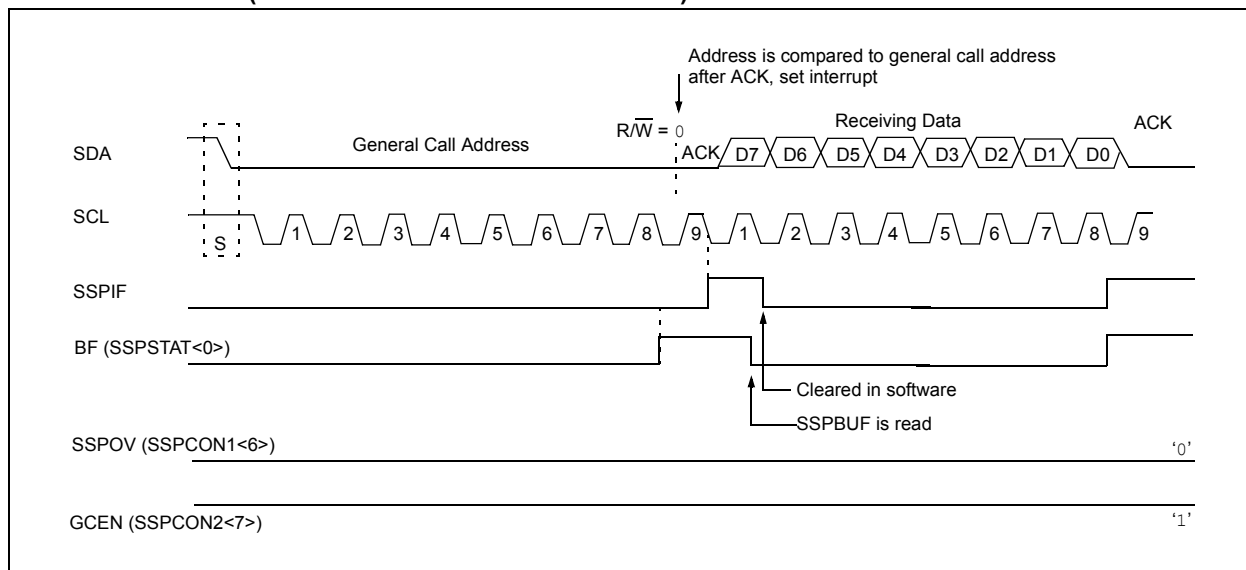 Address is compared to general call address
after ACK, set interrupt
R/W = 0
Receiving Data
ACK
SDA
General Call Address
ACK
D7 D6 D5 D4 D3 D2 D1 D0
SCL
S
1 2 3 4 5 6 7 8 9 1 2 3 4 5 6 7 8 9
SSPIF
BF (SSPSTAT<0>)
Cleared in software
SSPBUF is read
SSPOV (SSPCON1<6>)
‘0’
GCEN (SSPCON2<7>)
‘1’